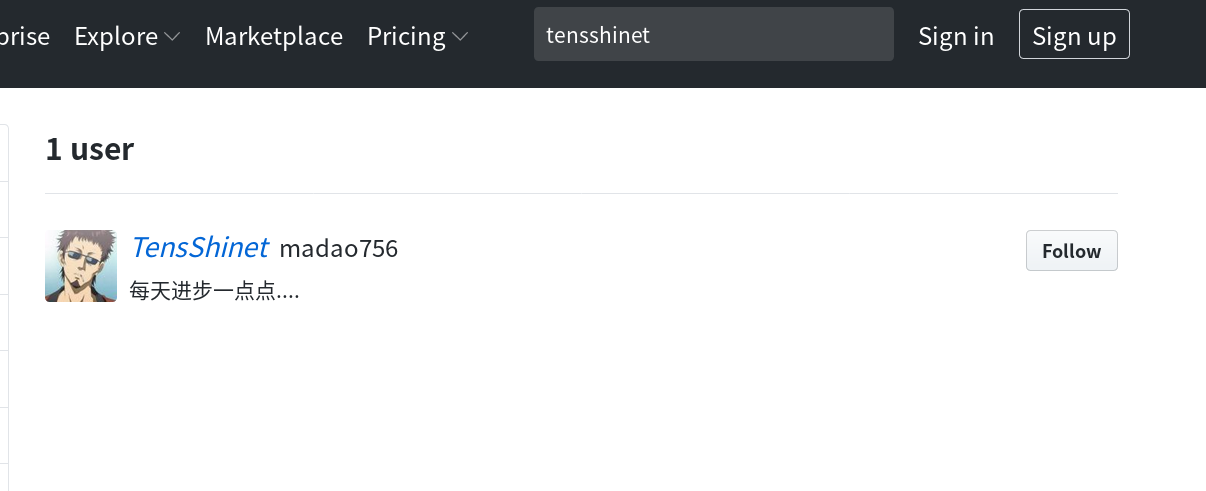 prise Explore Marketplace Pricing tensshinet Sign in Sign up
1 user
TensShinet madao756 Follow
每天进步一点点....